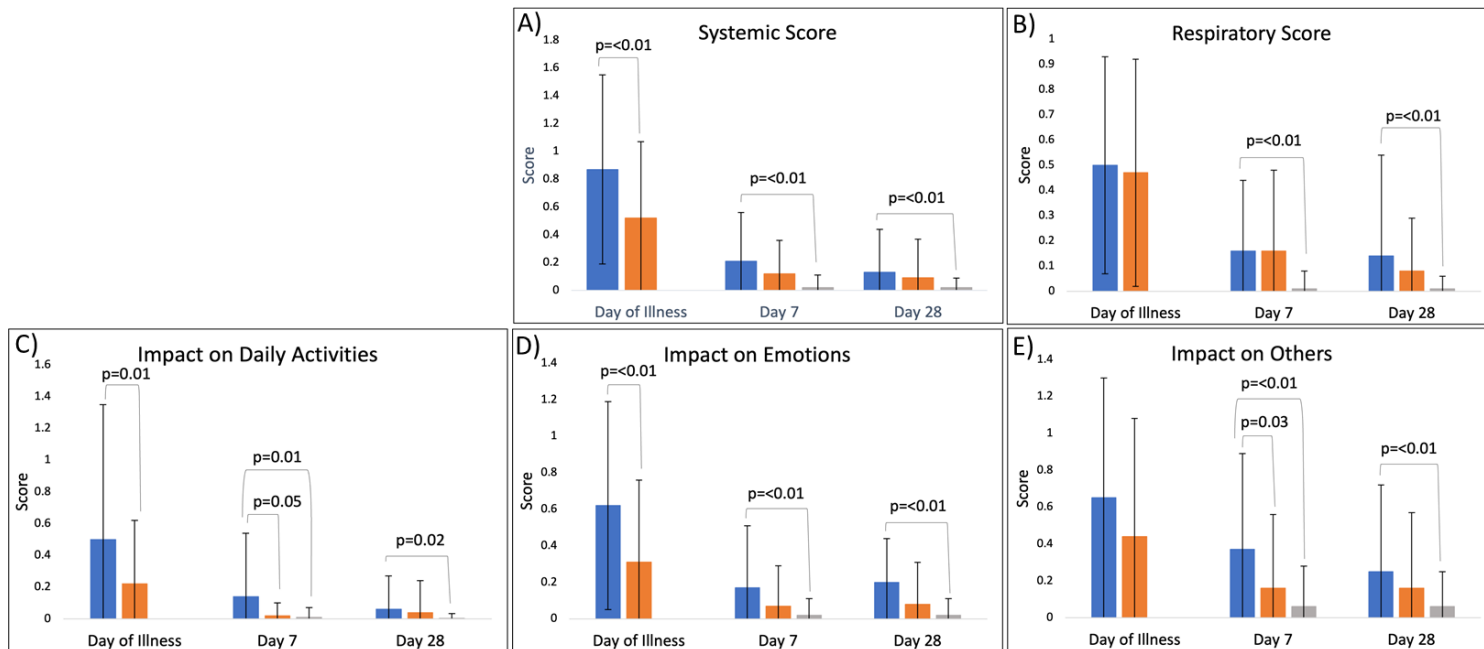 A)
Systemic Score
1.8
1.6
1.4
1.2
1
0.8
0.6
0.4
0.2
0
Score
p=<0.01
p=<0.01
p=<0.01
Day of Illness
Day 7
Day 28
B)
Respiratory Score
1
0.9
0.8
0.7
0.6
0.5
0.4
0.3
0.2
0.1
0
Score
p=<0.01
p=<0.01
Day of Illness
Day 7
Day 28
C)
Impact on Daily Activities
1.6
1.4
1.2
1
0.8
0.6
0.4
0.2
0
Score
p=0.01
p=0.01
p=0.05
p=0.02
Day of Illness
Day 7
Day 28
D)
Impact on Emotions
1.4
1.2
1
0.8
0.6
0.4
0.2
0
Score
p=<0.01
p=<0.01
p=<0.01
Day of Illness
Day 7
Day 28
E)
Impact on Others
1.4
1.2
1
0.8
0.6
0.4
0.2
0
Score
p=<0.01
p=0.03
p=<0.01
Day of Illness
Day 7
Day 28